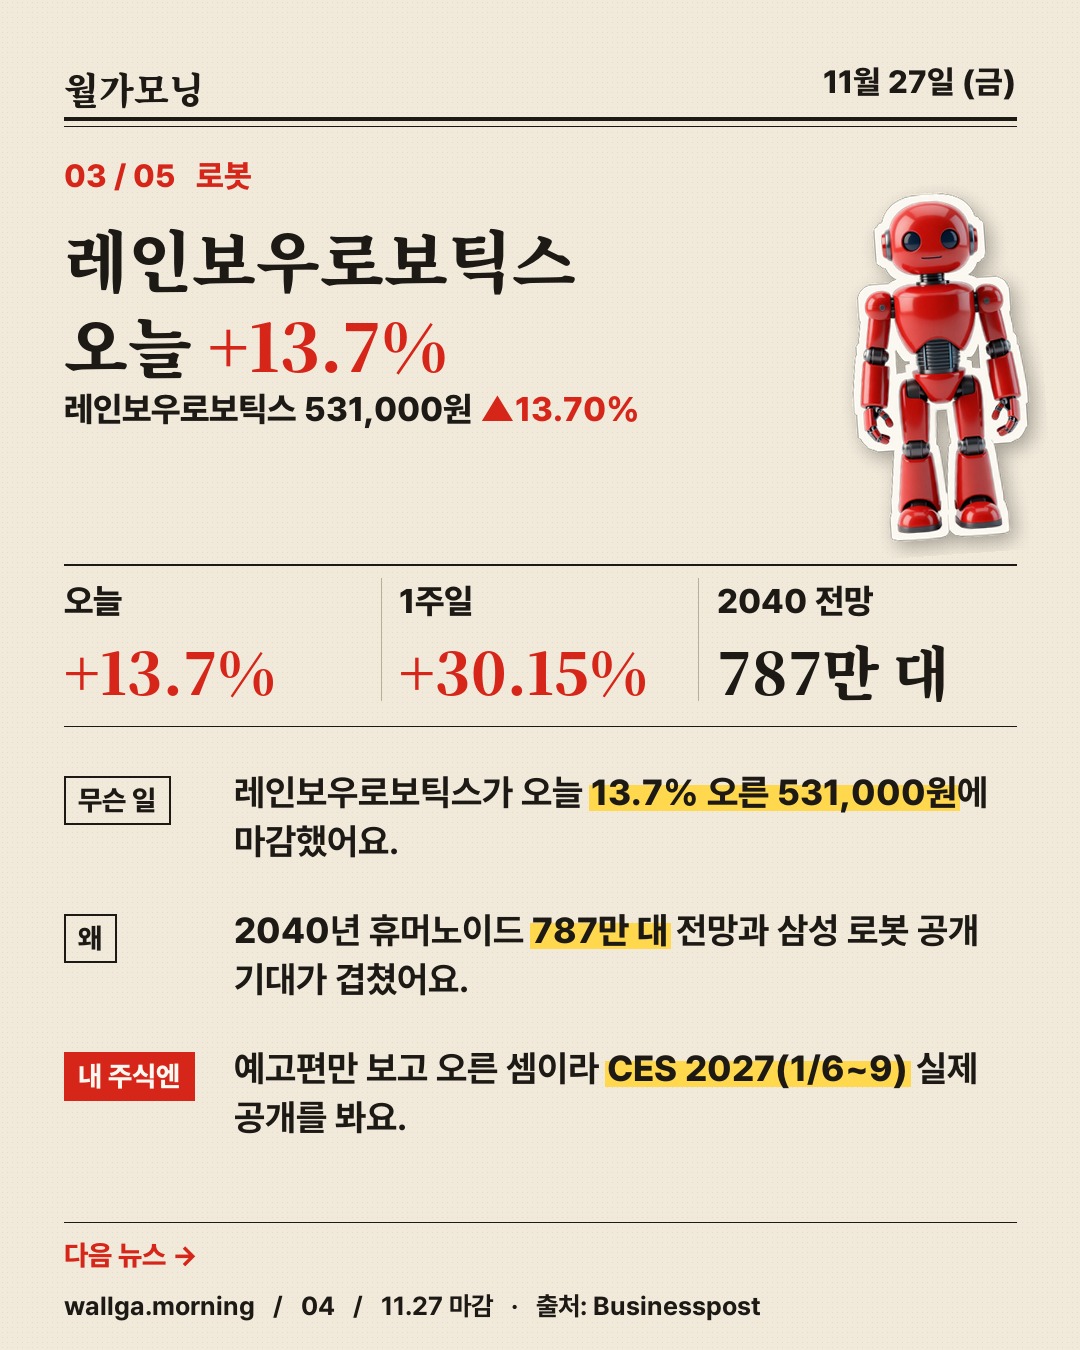 월가모닝
11월 27일 (금)
03 / 05 로봇
레인보우로보틱스
오늘 +13.7%
레인보우로보틱스 531,000원 ▲13.70%
오늘
+13.7%
1주일
+30.15%
2040 전망
787만 대
무슨 일
레인보우로보틱스가 오늘 13.7% 오른 531,000원에
마감했어요.
왜
2040년 휴머노이드 787만 대 전망과 삼성 로봇 공개
기대가 겹쳤어요.
내 주식엔
예고편만 보고 오른 셈이라 CES 2027(1/6~9) 실제
공개를 봐요.
다음 뉴스 →
wallga.morning / 04 / 11.27 마감 · 출처: Businesspost